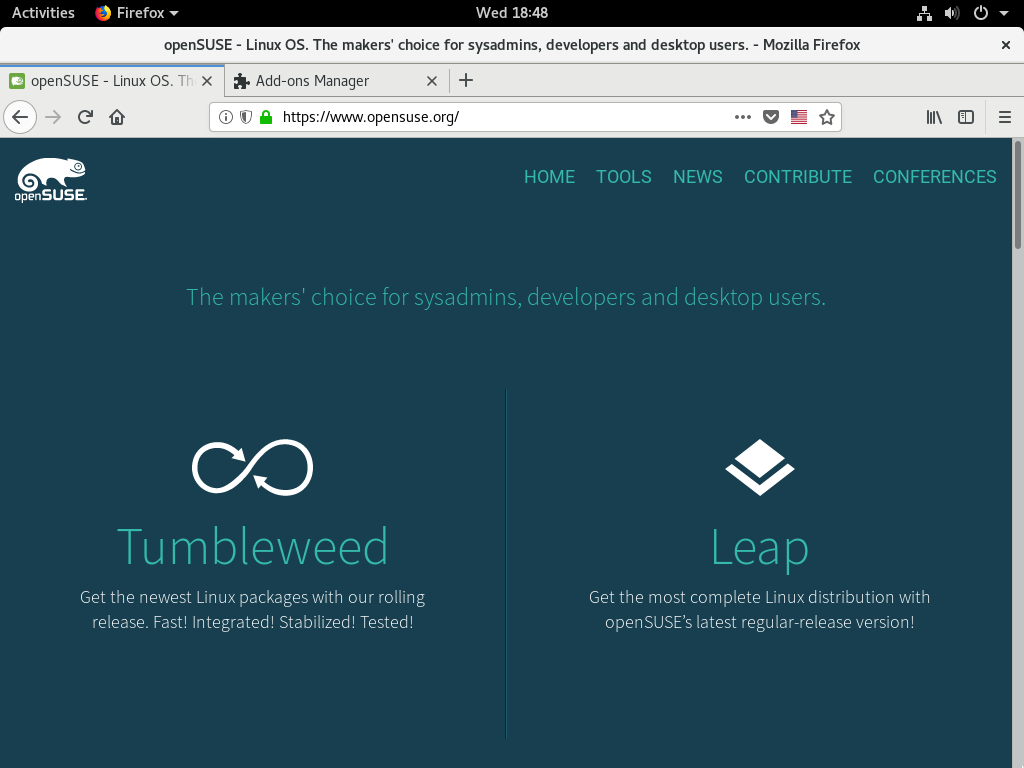 Activities Firefox Wed 18:48
openSUSE - Linux OS. The makers' choice for sysadmins, developers and desktop users. - Mozilla Firefox
openSUSE - Linux OS. Th Add-ons Manager
https://www.opensuse.org/
openSUSE HOME TOOLS NEWS CONTRIBUTE CONFERENCES
The makers' choice for sysadmins, developers and desktop users.
Tumbleweed
Get the newest Linux packages with our rolling
release. Fast! Integrated! Stabilized! Tested!
Leap
Get the most complete Linux distribution with
openSUSE’s latest regular-release version!